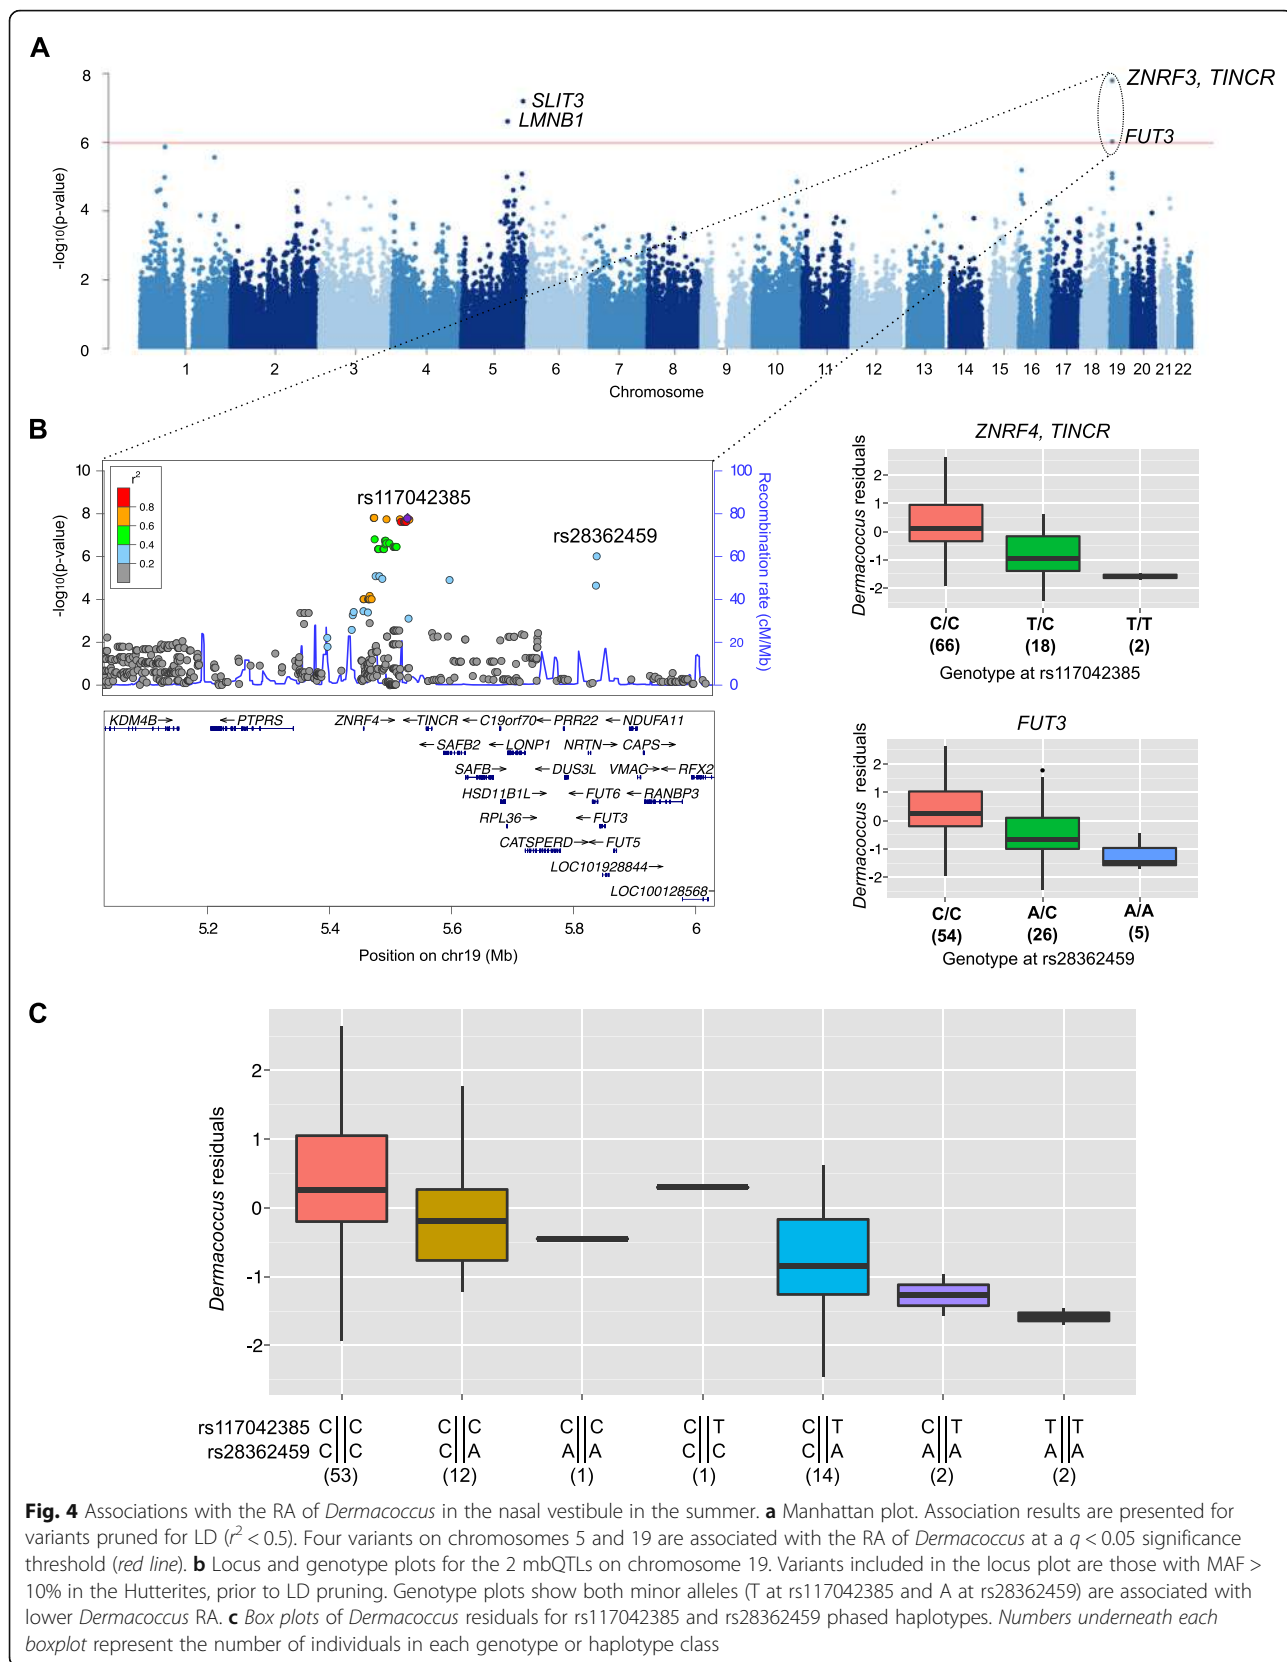 A
8
6
4
2
0
-log10(p-value)
SLIT3
LMNB1
ZNRF3, TINCR
FUT3
1 2 3 4 5 6 7 8 9 10 11 12 13 14 15 16 17 18 19 20 21 22
Chromosome
B
r2
0.8
0.6
0.4
0.2
10
8
6
4
2
0
-log10(p-value)
rs117042385
rs28362459
100
80
60
40
20
0
Recombination rate (cM/Mb)
KDM4B→ ←PTPRS ZNRF4→ ←TINCR ←C19orf70 ←PRR22 ←NDUFA11
←SAFB2 ←LONP1 NRTN→ CAPS→
SAFB→ ←DUS3L VMAC→ ←RFX2
HSD11B1L→ ←FUT6 ←RANBP3
RPL36→ ←FUT3
CATSPERD→ ←FUT5
LOC101928844→
LOC100128568→
5.2 5.4 5.6 5.8 6
Position on chr19 (Mb)
ZNRF4, TINCR
2
1
0
-1
-2
Dermacoccus residuals
C/C T/C T/T
(66) (18) (2)
Genotype at rs117042385
FUT3
2
1
0
-1
-2
Dermacoccus residuals
C/C A/C A/A
(54) (26) (5)
Genotype at rs28362459
C
2
1
0
-1
-2
Dermacoccus residuals
rs117042385 C C C C C C C T C T C T T T
rs28362459 C C C A A A C C C A A A A A
(53) (12) (1) (1) (14) (2) (2)
Fig. 4 Associations with the RA of Dermacoccus in the nasal vestibule in the summer. a Manhattan plot. Association results are presented for
variants pruned for LD (r2 < 0.5). Four variants on chromosomes 5 and 19 are associated with the RA of Dermacoccus at a q < 0.05 significance
threshold (red line). b Locus and genotype plots for the 2 mbQTLs on chromosome 19. Variants included in the locus plot are those with MAF >
10% in the Hutterites, prior to LD pruning. Genotype plots show both minor alleles (T at rs117042385 and A at rs28362459) are associated with
lower Dermacoccus RA. c Box plots of Dermacoccus residuals for rs117042385 and rs28362459 phased haplotypes. Numbers underneath each
boxplot represent the number of individuals in each genotype or haplotype class